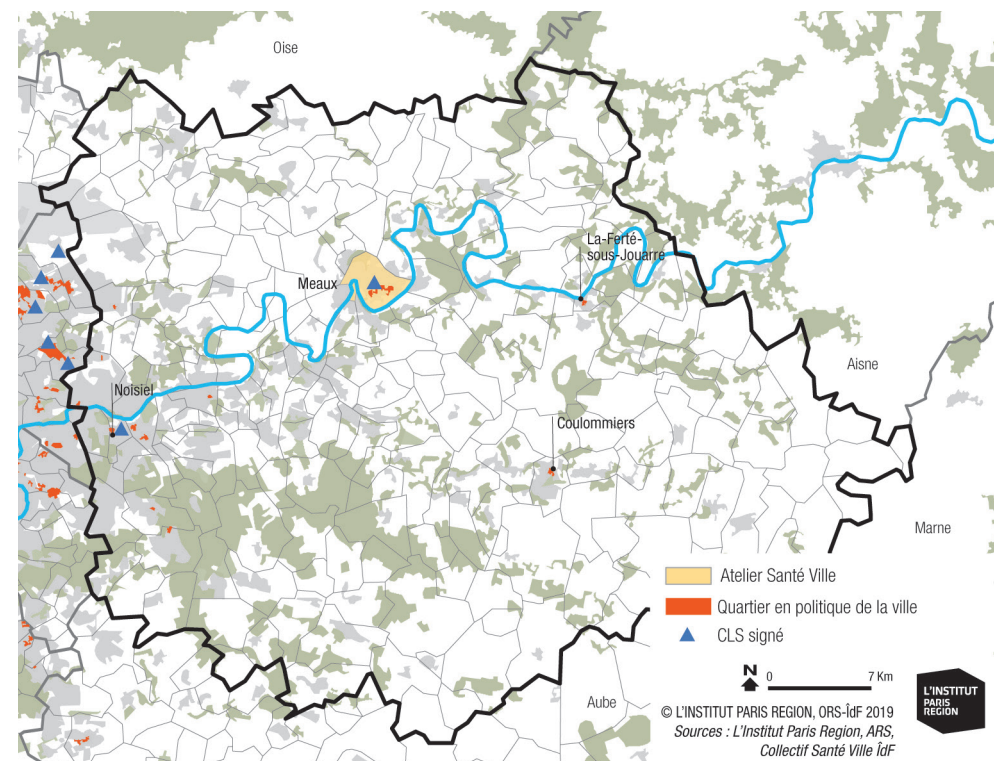 Oise
La-Ferté-
sous-Jouarre
Meaux
Aisne
Noisiel
Coulommiers
Marne
Atelier Santé Ville
Quartier en politique de la ville
CLS signé
N
0
7 Km
Aube
L'INSTITUT
PARIS
REGION
© L'INSTITUT PARIS REGION, ORS-ÎdF 2019
Sources : L'Institut Paris Region, ARS,
Collectif Santé Ville ÎdF